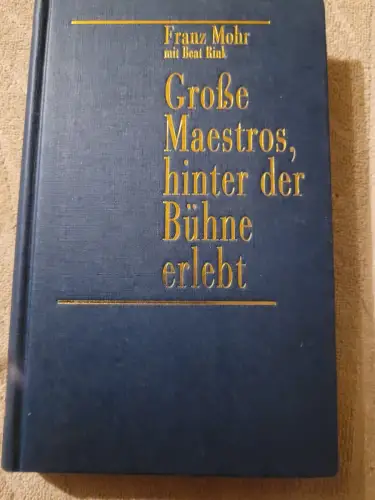 Franz Mohr
mit Beat Rink
Große
Maestros,
hinter der
Bühne
erlebt